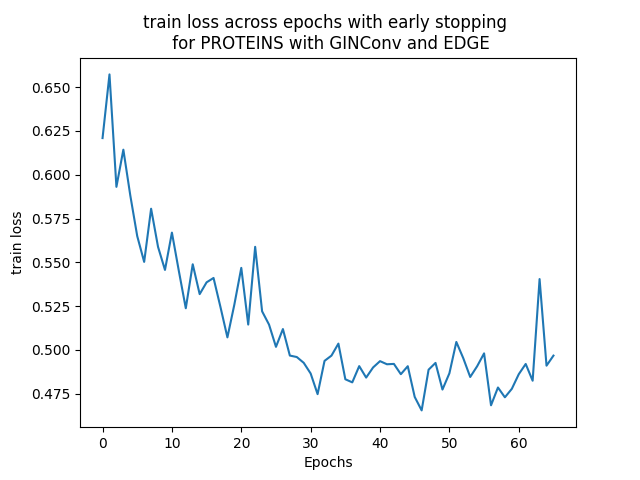 train loss across epochs with early stopping
for PROTEINS with GINConv and EDGE
train loss
0.650
0.625
0.600
0.575
0.550
0.525
0.500
0.475
0 10 20 30 40 50 60
Epochs